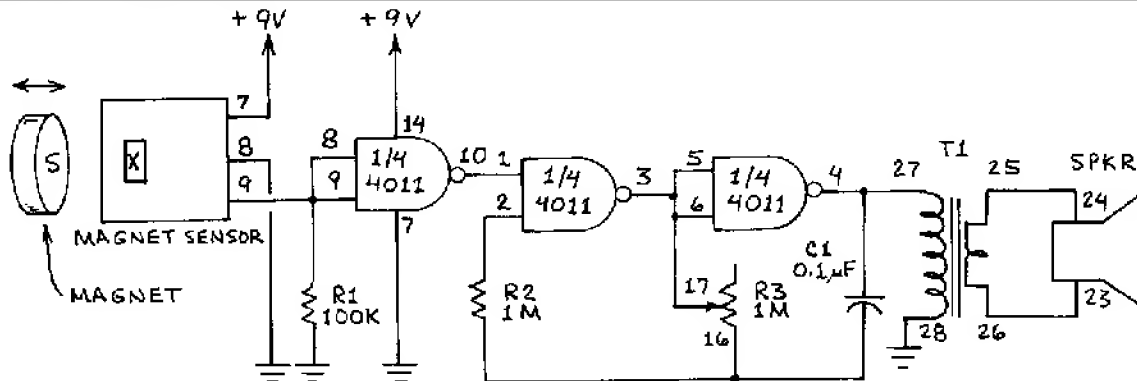 + 9V
+ 9V
MAGNET SENSOR
MAGNET
X
S
7
8
9
R1
100K
8
9
1/4
4011
14
7
10
1
2
1/4
4011
3
R2
1M
5
6
1/4
4011
4
17
16
R3
1M
C1
0.1µF
27
28
T1
25
26
SPKR
24
23